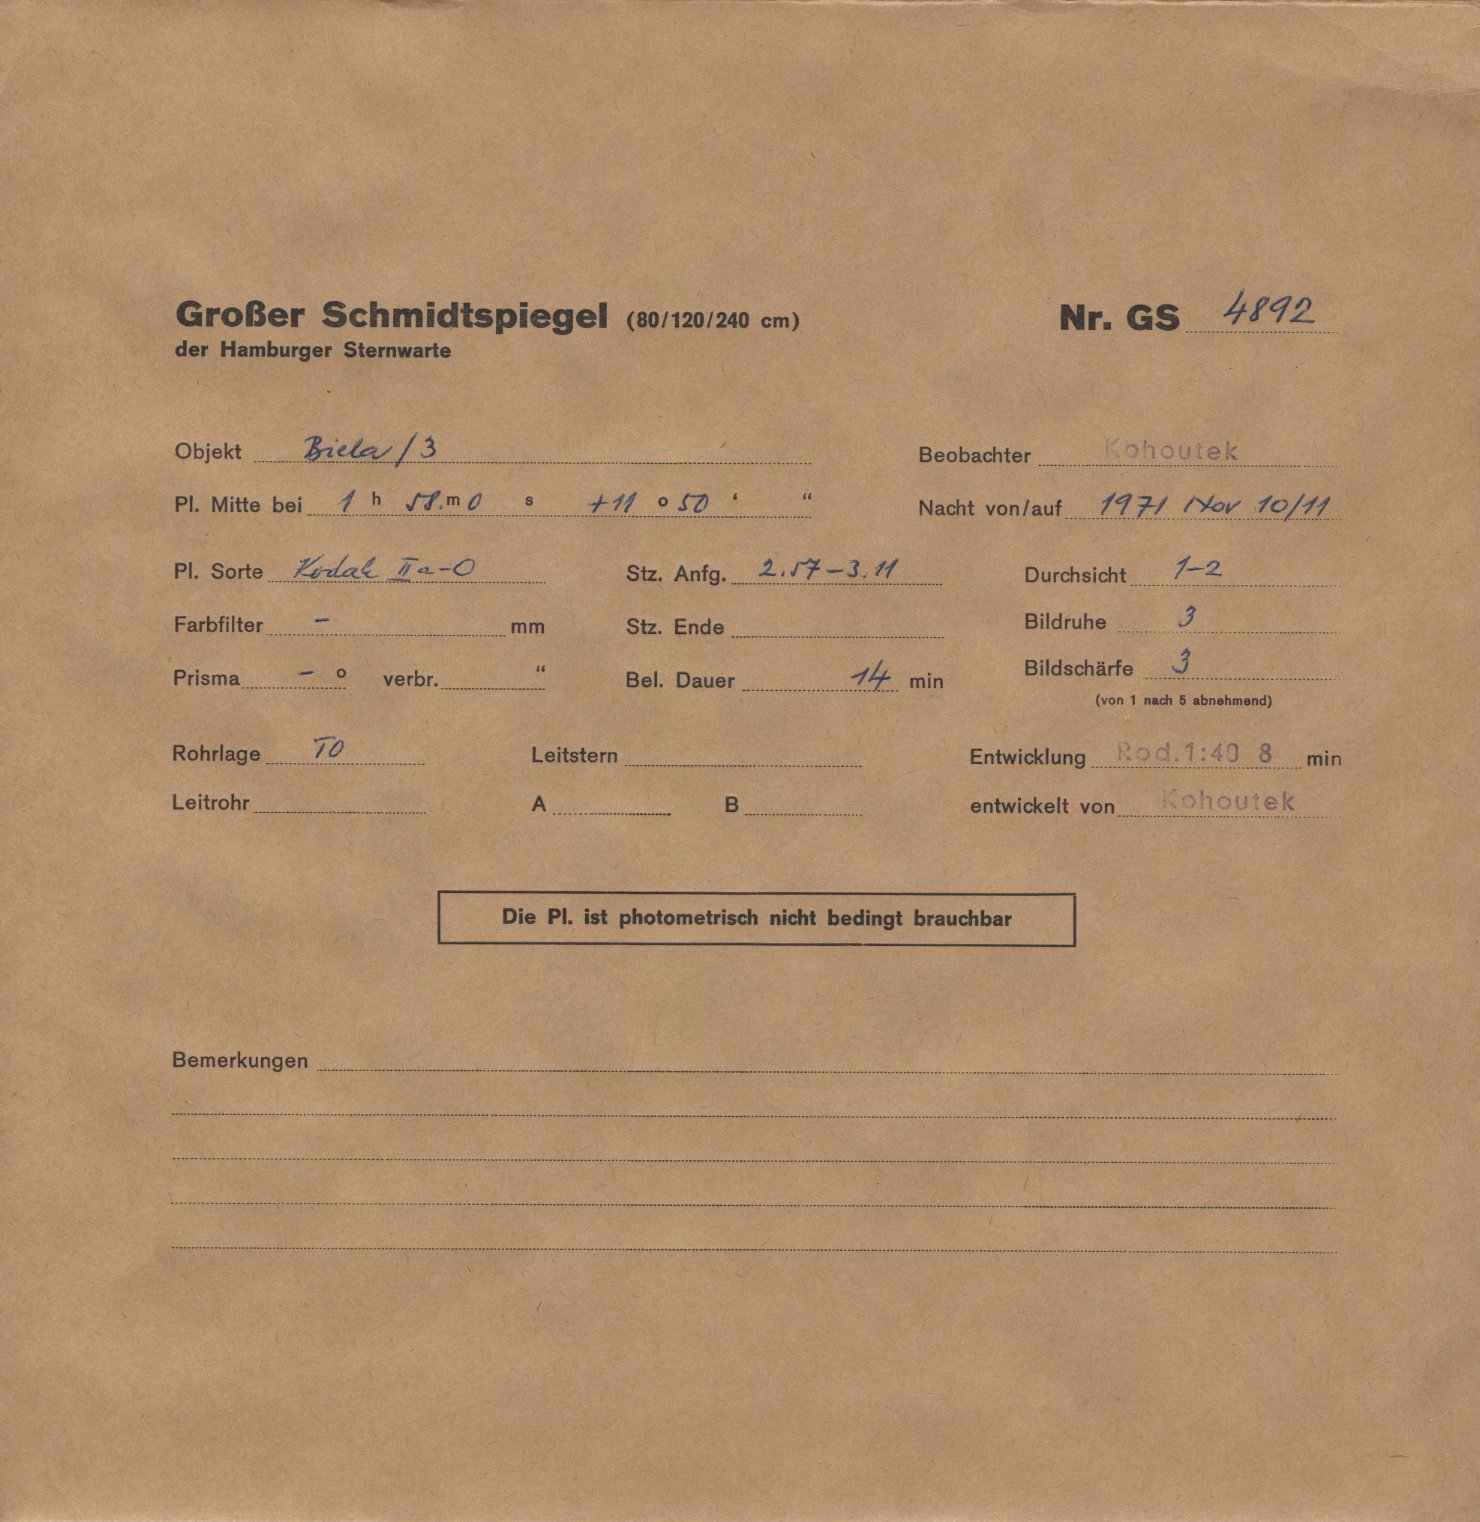 Großer Schmidtspiegel (80/120/240 cm) Nr. GS 4892
der Hamburger Sternwarte
Objekt Biela/3 Beobachter Kohoutek
Pl. Mitte bei 1 h 58.m 0 s +11 o 50 ‘ “ Nacht von/auf 1971 Nov 10/11
Pl. Sorte Kodak IIa-O Stz. Anfg. 2.57-3.11 Durchsicht 1-2
Farbfilter - mm Stz. Ende Bildruhe 3
Prisma - o verbr. “ Bel. Dauer 14 min Bildschärfe 3
(von 1 nach 5 abnehmend)
Rohrlage TO Leitstern Entwicklung Rod.1:40 8 min
Leitrohr A B entwickelt von Kohoutek
Die Pl. ist photometrisch nicht bedingt brauchbar
Bemerkungen